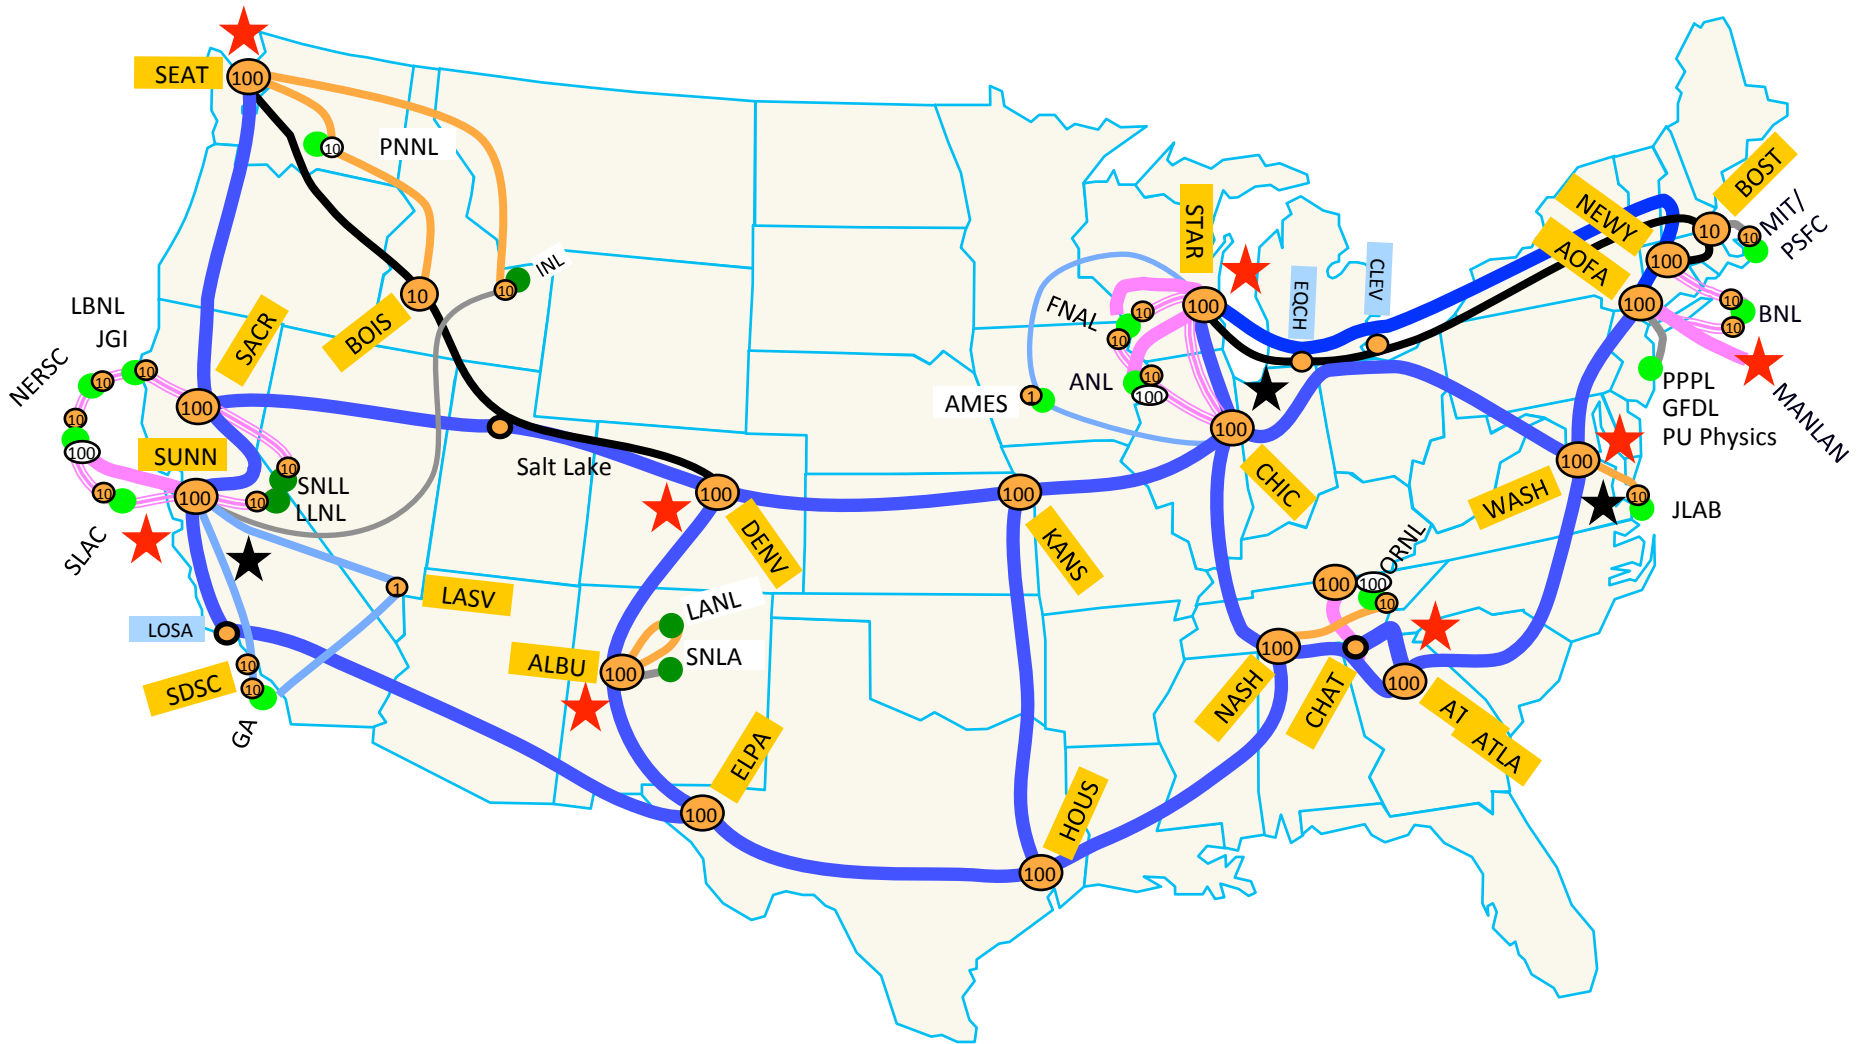 SEAT
100
10
PNNL
BOIS
10
INL
10
LBNL
JGI
NERSC
10
10
10
100
10
SLAC
SACR
100
SUNN
100
10
10
SNLL
LLNL
Salt Lake
LOSA
10
10
SDSC
GA
1
LASV
DENV
100
LANL
SNLA
ALBU
100
ELPA
100
KANS
100
HOUS
100
AMES
1
STAR
100
FNAL
10
10
ANL
10
100
CHIC
100
EQCH
CLEV
NASH
100
CHAT
ORNL
100
100
10
AT
ATLA
100
WASH
100
10
JLAB
BOST
10
10
MIT/
PSFC
NEWY
100
AOFA
100
10
10
BNL
PPPL
GFDL
PU Physics
MANLAN